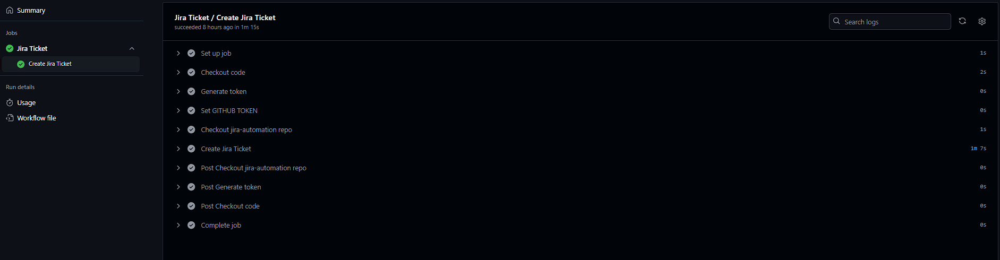 Summary
Jobs
Jira Ticket
Create Jira Ticket
Run details
Usage
Workflow file
Jira Ticket / Create Jira Ticket
succeeded 8 hours ago in 1m 15s
Search logs
Set up job 1s
Checkout code 2s
Generate token 0s
Set GITHUB TOKEN 0s
Checkout jira-automation repo 1s
Create Jira Ticket 1m 7s
Post Checkout jira-automation repo 0s
Post Generate token 0s
Post Checkout code 0s
Complete job 0s